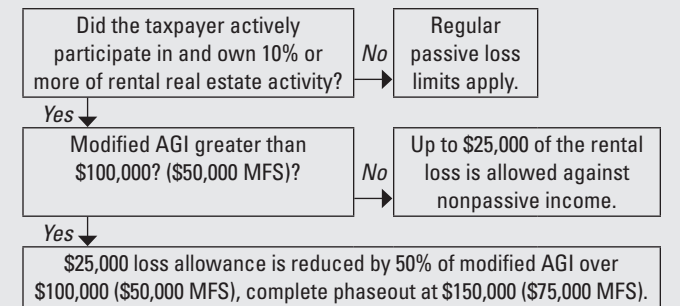 Did the taxpayer actively
participate in and own 10% or
more of rental real estate activity?
No
Regular
passive loss
limits apply.
Yes
Modified AGI greater than
$100,000? ($50,000 MFS)?
No
Up to $25,000 of the rental
loss is allowed against
nonpassive income.
Yes
$25,000 loss allowance is reduced by 50% of modified AGI over
$100,000 ($50,000 MFS), complete phaseout at $150,000 ($75,000 MFS).